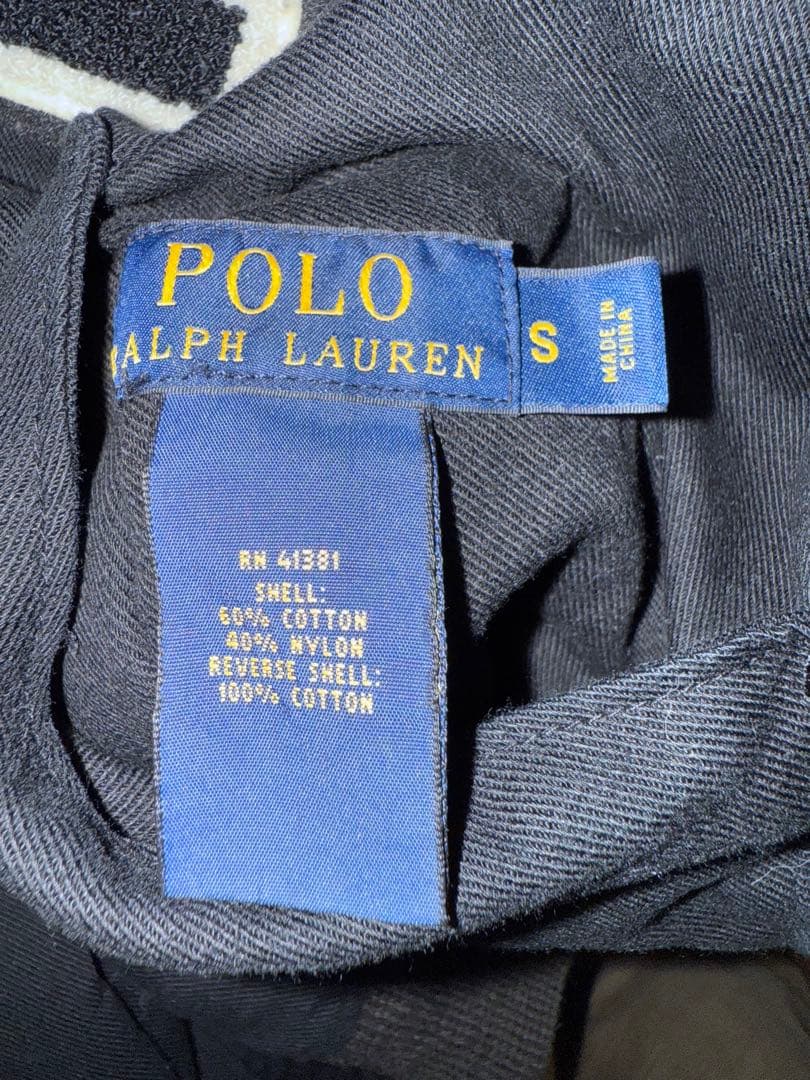 POLO
RALPH LAUREN
S
MADE IN
CHINA
RN 41381
SHELL:
60% COTTON
40% NYLON
REVERSE SHELL:
100% COTTON